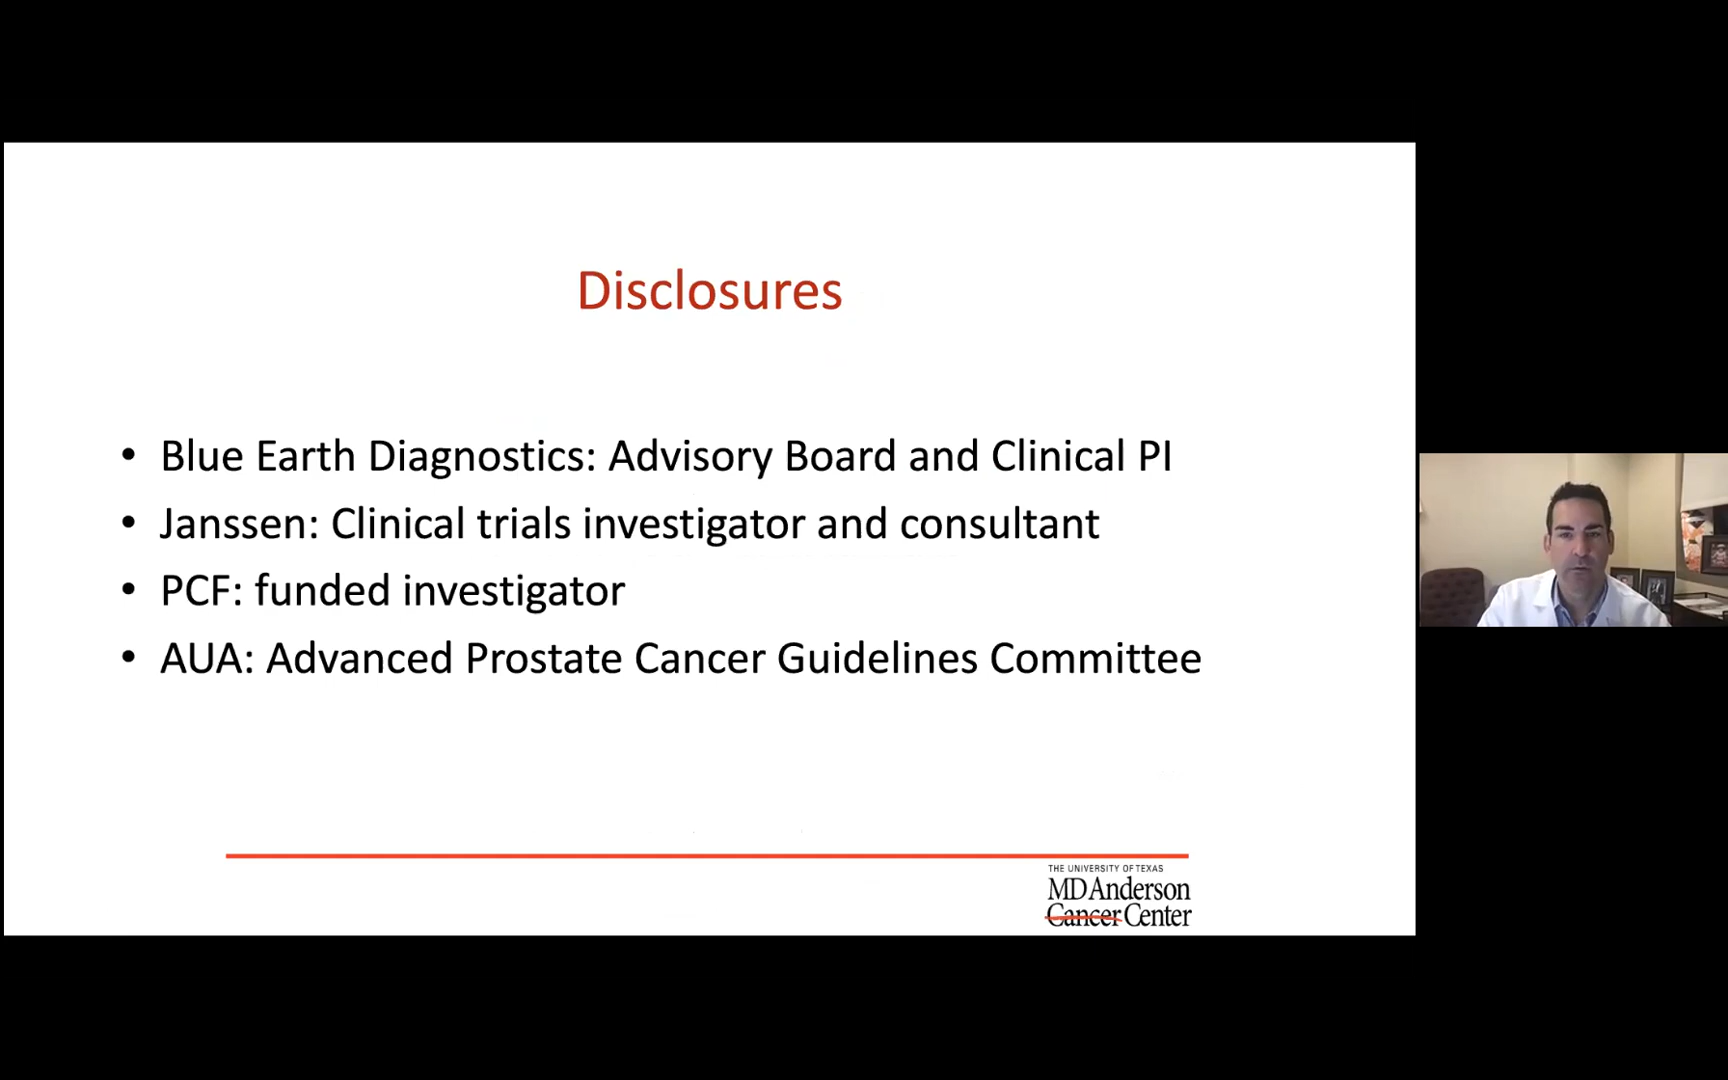 Disclosures
• Blue Earth Diagnostics: Advisory Board and Clinical PI
• Janssen: Clinical trials investigator and consultant
• PCF: funded investigator
• AUA: Advanced Prostate Cancer Guidelines Committee
THE UNIVERSITY OF TEXAS
MD Anderson
Cancer Center